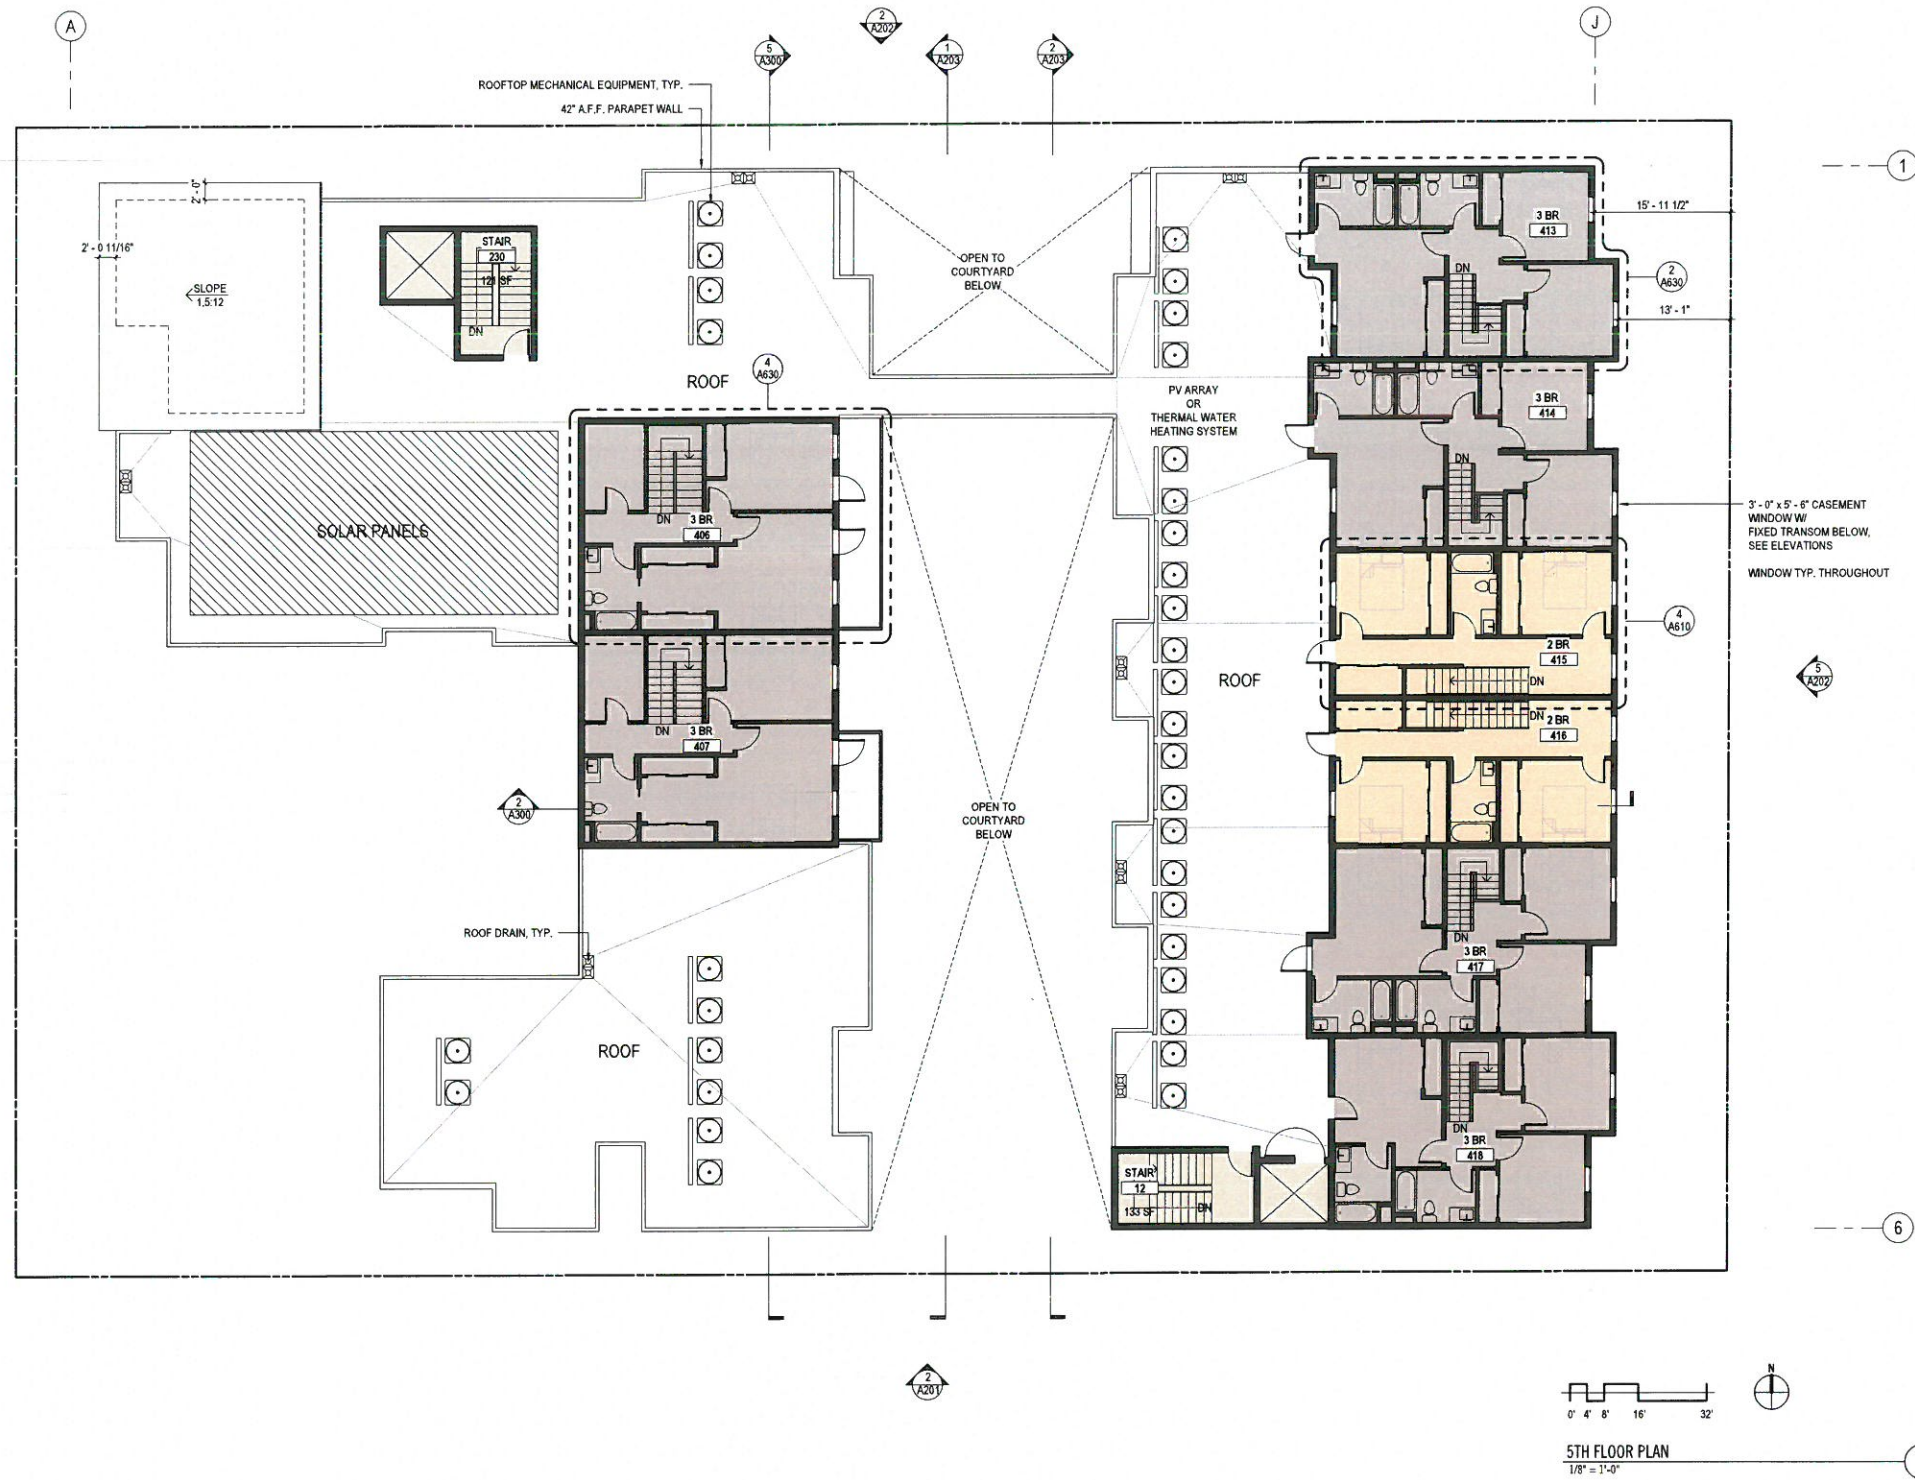 A
2
A202
J
5
A300
1
A203
2
A203
ROOFTOP MECHANICAL EQUIPMENT, TYP.
42" A.F.F. PARAPET WALL
1
2' - 0"
15' - 11 1/2"
3 BR
413
2' - 0 11/16"
STAIR
230
121 SF
DN
OPEN TO
COURTYARD
BELOW
DN
2
A630
SLOPE
1.5:12
13' - 1"
4
A630
ROOF
PV ARRAY
OR
THERMAL WATER
HEATING SYSTEM
3 BR
414
DN
3' - 0" x 5' - 6" CASEMENT
WINDOW W/
FIXED TRANSOM BELOW,
SEE ELEVATIONS
WINDOW TYP. THROUGHOUT
SOLAR PANELS
DN
3 BR
406
4
A610
2 BR
415
DN
ROOF
5
A202
DN
2 BR
416
DN
3 BR
407
2
A300
OPEN TO
COURTYARD
BELOW
ROOF DRAIN, TYP.
DN
3 BR
417
ROOF
DN
3 BR
418
STAIR
12
133 SF
DN
6
2
A201
N
0' 4' 8' 16' 32'
5TH FLOOR PLAN
1/8" = 1'-0"